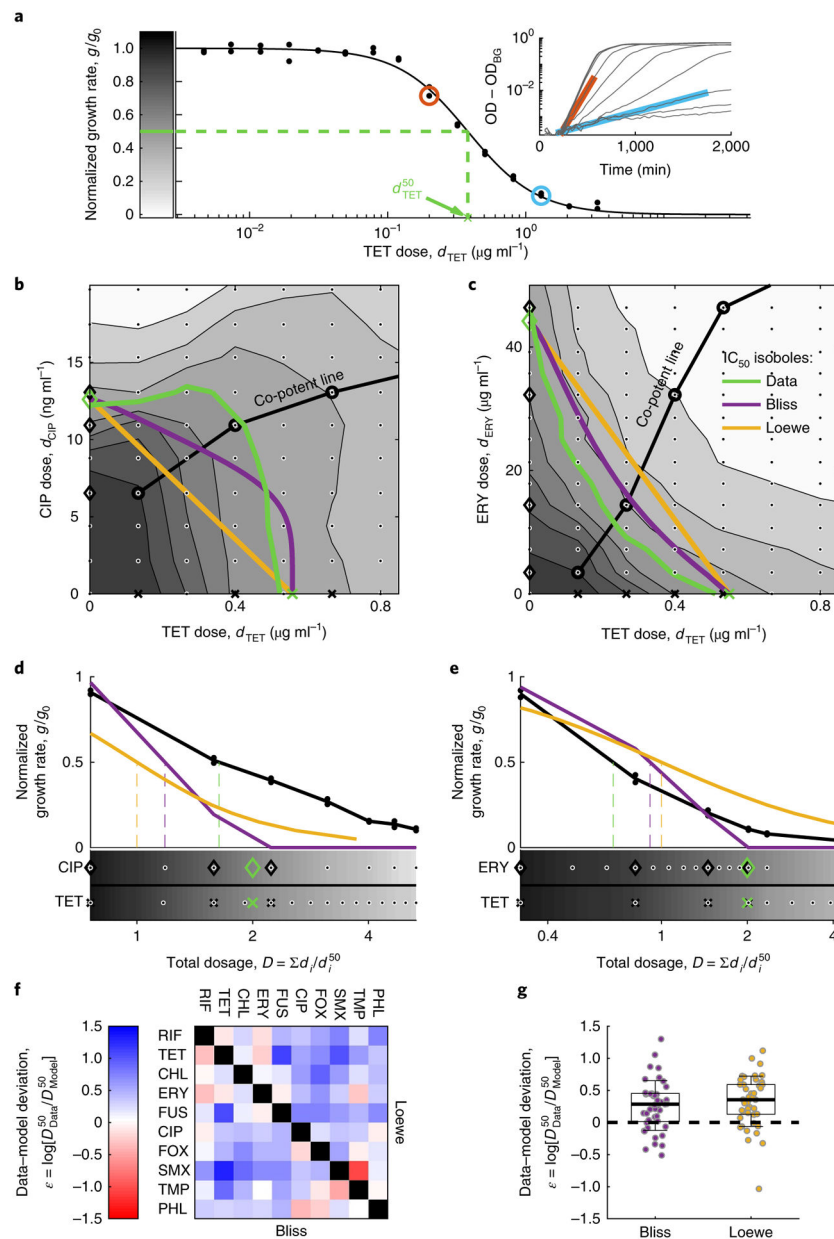 a
Normalized growth rate, g/g₀
1.0
0.8
0.6
0.4
0.2
0
d⁵⁰TET
10⁻²
10⁻¹
10⁰
TET dose, dTET (μg ml⁻¹)
OD − ODBG
10⁰
10⁻²
0
1,000
2,000
Time (min)
b
CIP dose, dCIP (ng ml⁻¹)
15
10
5
0
Co-potent line
0
0.4
0.8
TET dose, dTET (μg ml⁻¹)
c
ERY dose, dERY (μg ml⁻¹)
40
20
0
Co-potent line
IC₅₀ isoboles:
Data
Bliss
Loewe
0
0.4
0.8
TET dose, dTET (μg ml⁻¹)
d
Normalized
growth rate, g/g₀
1
0.5
0
CIP
TET
1
2
4
Total dosage, D = Σdᵢ/dᵢ⁵⁰
e
Normalized
growth rate, g/g₀
1
0.5
0
ERY
TET
0.4
1
2
4
Total dosage, D = Σdᵢ/dᵢ⁵⁰
f
Data–model deviation,
ε = log[D⁵⁰Data/D⁵⁰Model]
1.5
1.0
0.5
0
−0.5
−1.0
−1.5
RIF
TET
CHL
ERY
FUS
CIP
FOX
SMX
TMP
PHL
RIF
TET
CHL
ERY
FUS
CIP
FOX
SMX
TMP
PHL
Loewe
Bliss
g
Data–model deviation,
ε = log[D⁵⁰Data/D⁵⁰Model]
1.5
1.0
0.5
0
−0.5
−1.0
−1.5
Bliss
Loewe